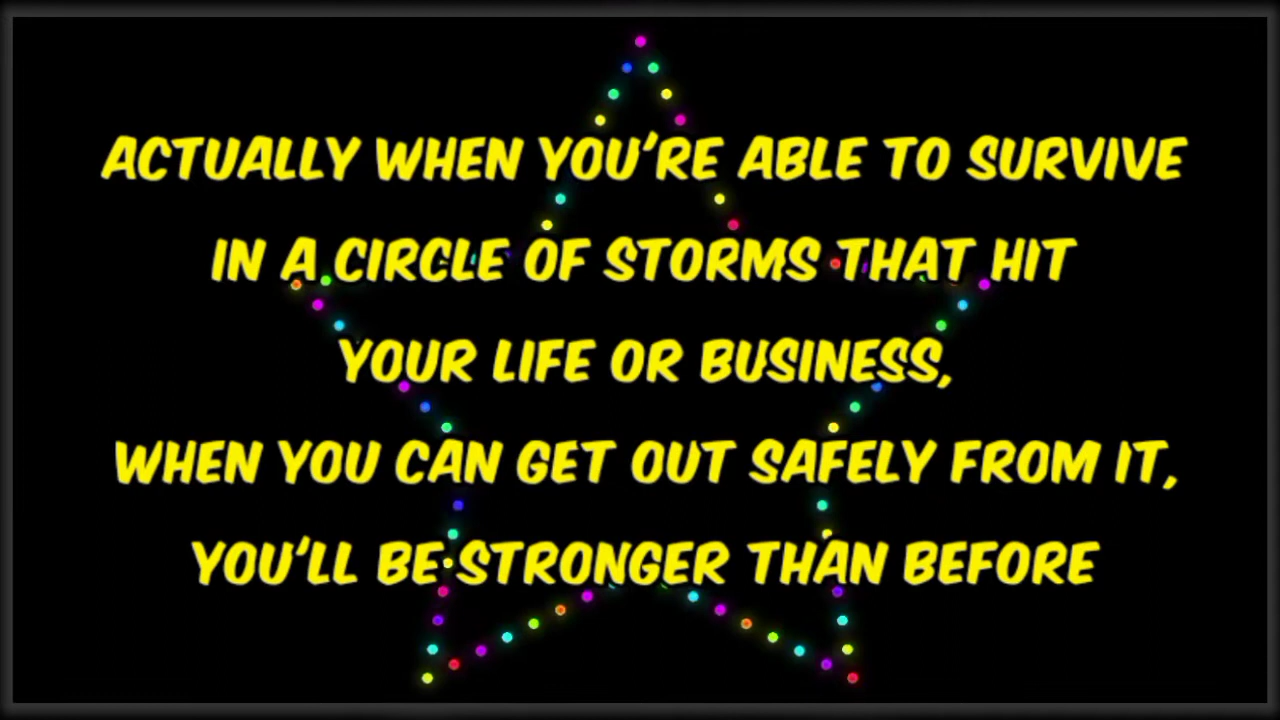 ACTUALLY WHEN YOU'RE ABLE TO SURVIVE
IN A CIRCLE OF STORMS THAT HIT
YOUR LIFE OR BUSINESS,
WHEN YOU CAN GET OUT SAFELY FROM IT,
YOU'LL BE STRONGER THAN BEFORE